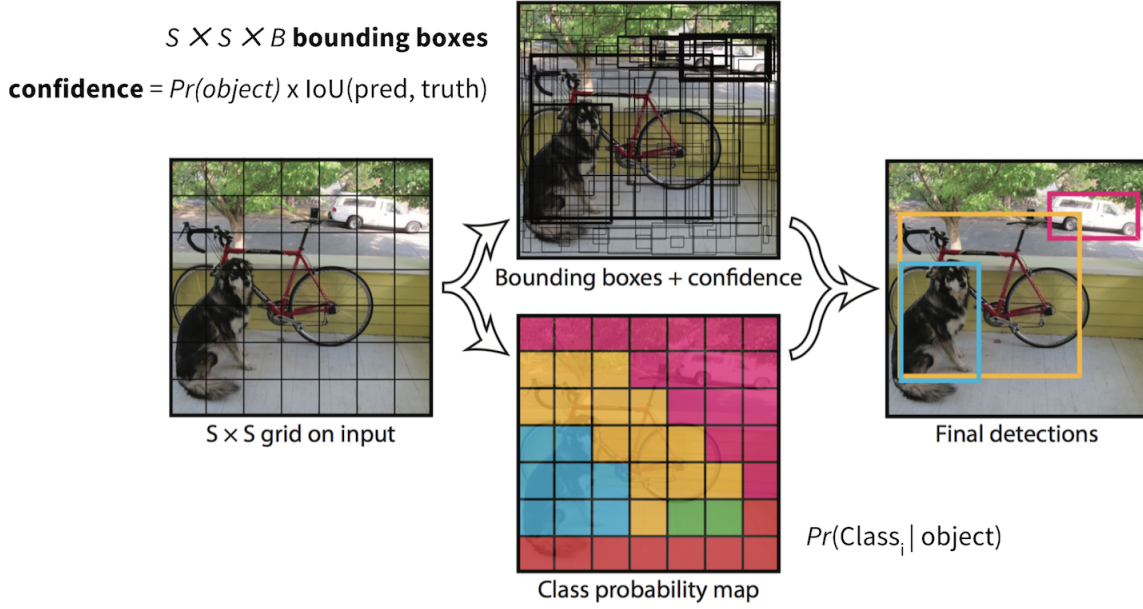 S × S × B bounding boxes
confidence = Pr(object) x IoU(pred, truth)
Bounding boxes + confidence
S × S grid on input
Final detections
Pr(Classᵢ | object)
Class probability map